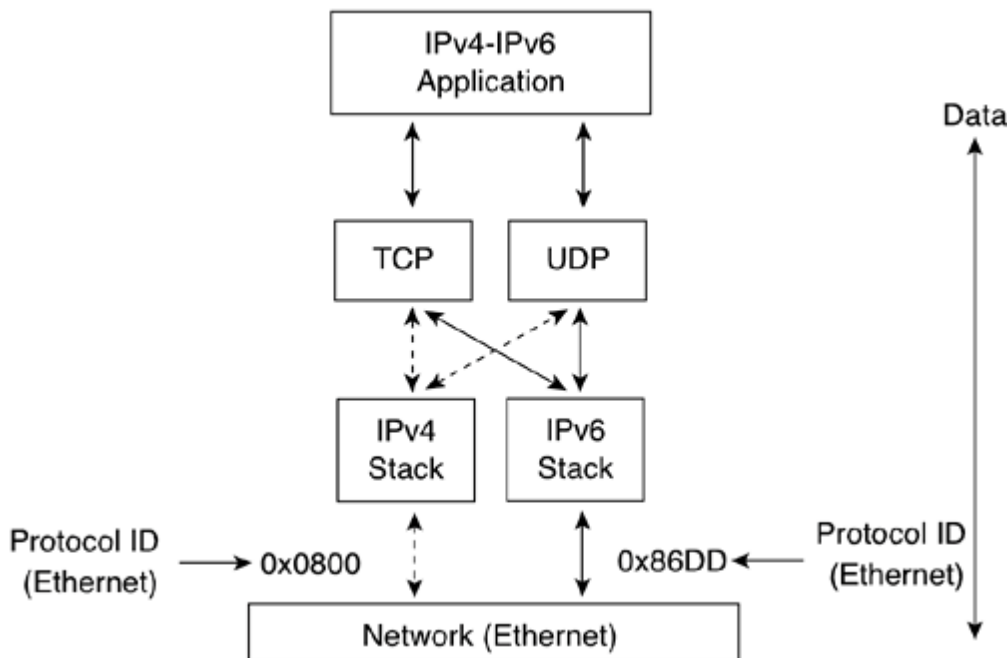 IPv4-IPv6
Application
Data
TCP
UDP
IPv4
Stack
IPv6
Stack
Protocol ID
(Ethernet)
0x0800
0x86DD
Protocol ID
(Ethernet)
Network (Ethernet)